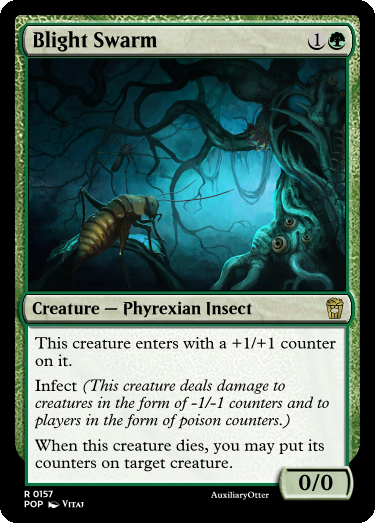 Blight Swarm 1
Creature — Phyrexian Insect
This creature enters with a +1/+1 counter
on it.
Infect (This creature deals damage to
creatures in the form of -1/-1 counters and to
players in the form of poison counters.)
When this creature dies, you may put its
counters on target creature.
0/0
R 0157
POP Vitaj
AuxiliaryOtter